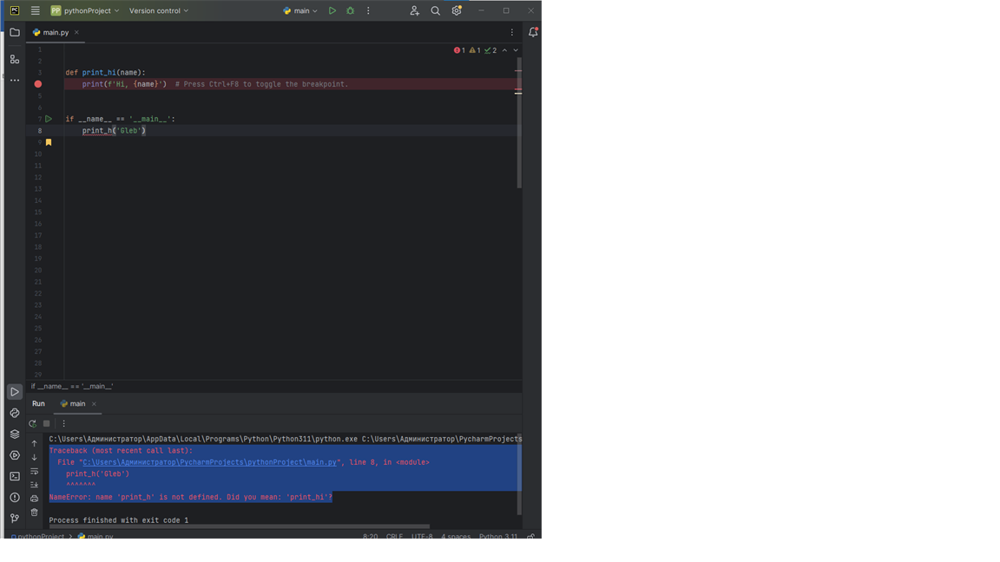 PC PP pythonProject Version control main
main.py
1 1 2
1
2
3 def print_hi(name):
print(f'Hi, {name}') # Press Ctrl+F8 to toggle the breakpoint.
5
6
7 if __name__ == '__main__':
8 print_h('Gleb')
9
10
11
12
13
14
15
16
17
18
19
20
21
22
23
24
25
26
27
28
29
if __name__ == '__main__'
Run main
C:\Users\Администратор\AppData\Local\Programs\Python\Python311\python.exe C:\Users\Администратор\PycharmProjects
Traceback (most recent call last):
File "C:\Users\Администратор\PycharmProjects\pythonProject\main.py", line 8, in <module>
print_h('Gleb')
^^^^^^^
NameError: name 'print_h' is not defined. Did you mean: 'print_hi'?
Process finished with exit code 1
pythonProject > main.py 8:20 CRLF UTF-8 4 spaces Python 3.11